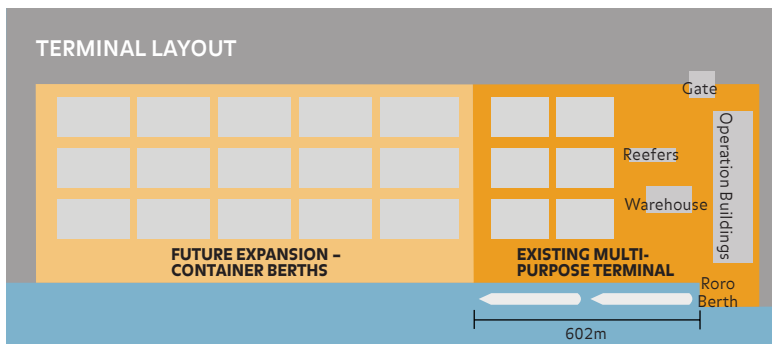 TERMINAL LAYOUT
Gate
Operation Buildings
Reefers
Warehouse
FUTURE EXPANSION –
CONTAINER BERTHS
EXISTING MULTI-
PURPOSE TERMINAL
Roro
Berth
602m